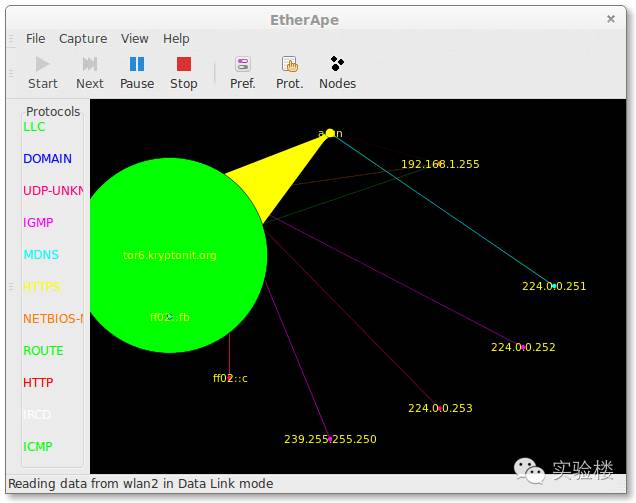 EtherApe
File Capture View Help
Start Next Pause Stop Pref. Prot. Nodes
Protocols
LLC
DOMAIN
UDP-UNKN
IGMP
MDNS
HTTPS
NETBIOS-N
ROUTE
HTTP
IRCD
ICMP
192.168.1.255
tor6.kryptonit.org
224.0.0.251
ff02::fb
224.0.0.252
ff02::c
224.0.0.253
239.255.255.250
实验楼
Reading data from wlan2 in Data Link mode